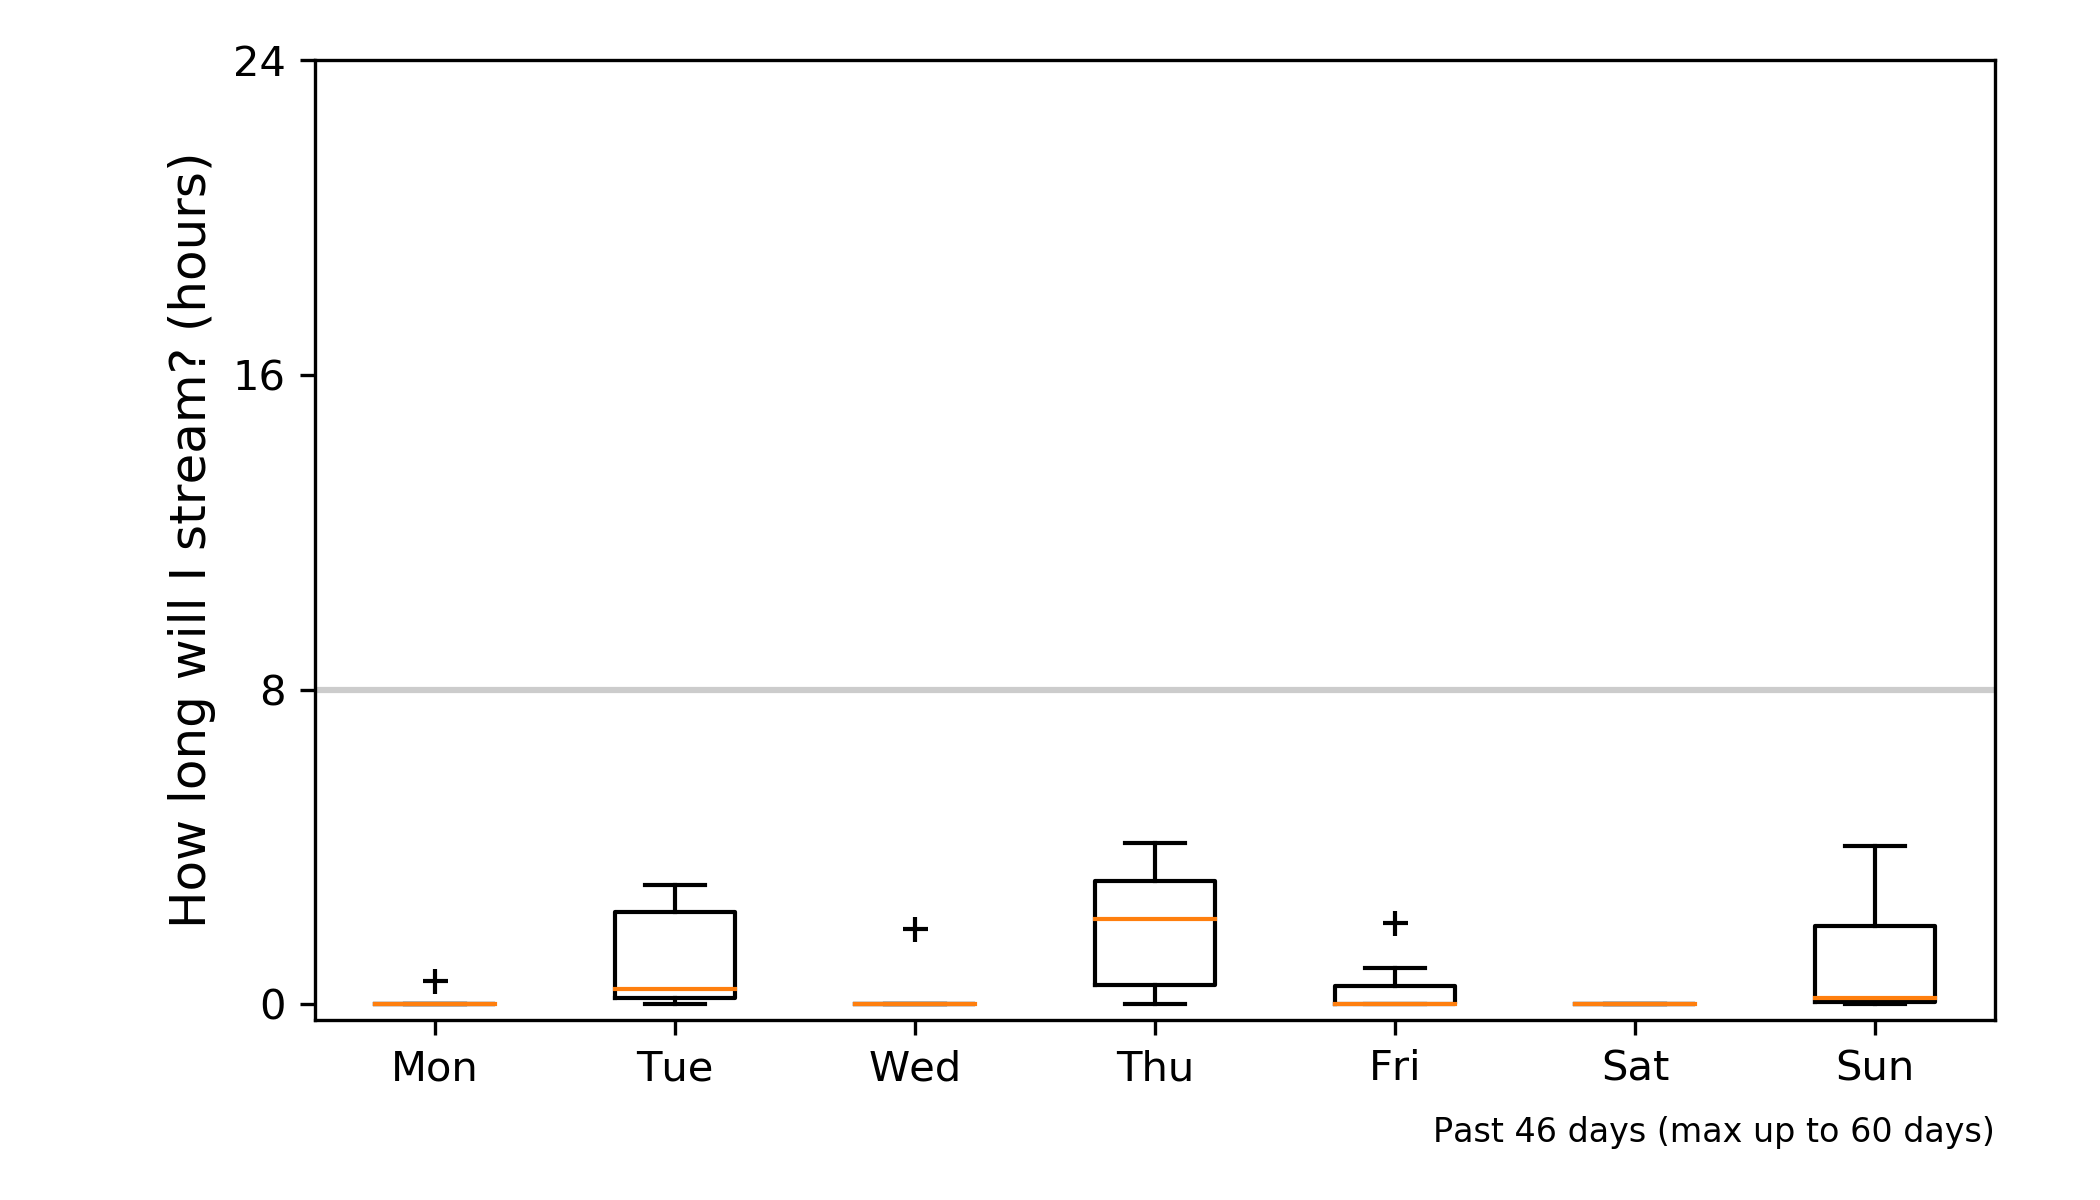 How long will I stream? (hours)
24
16
8
0
Mon Tue Wed Thu Fri Sat Sun
Past 46 days (max up to 60 days)